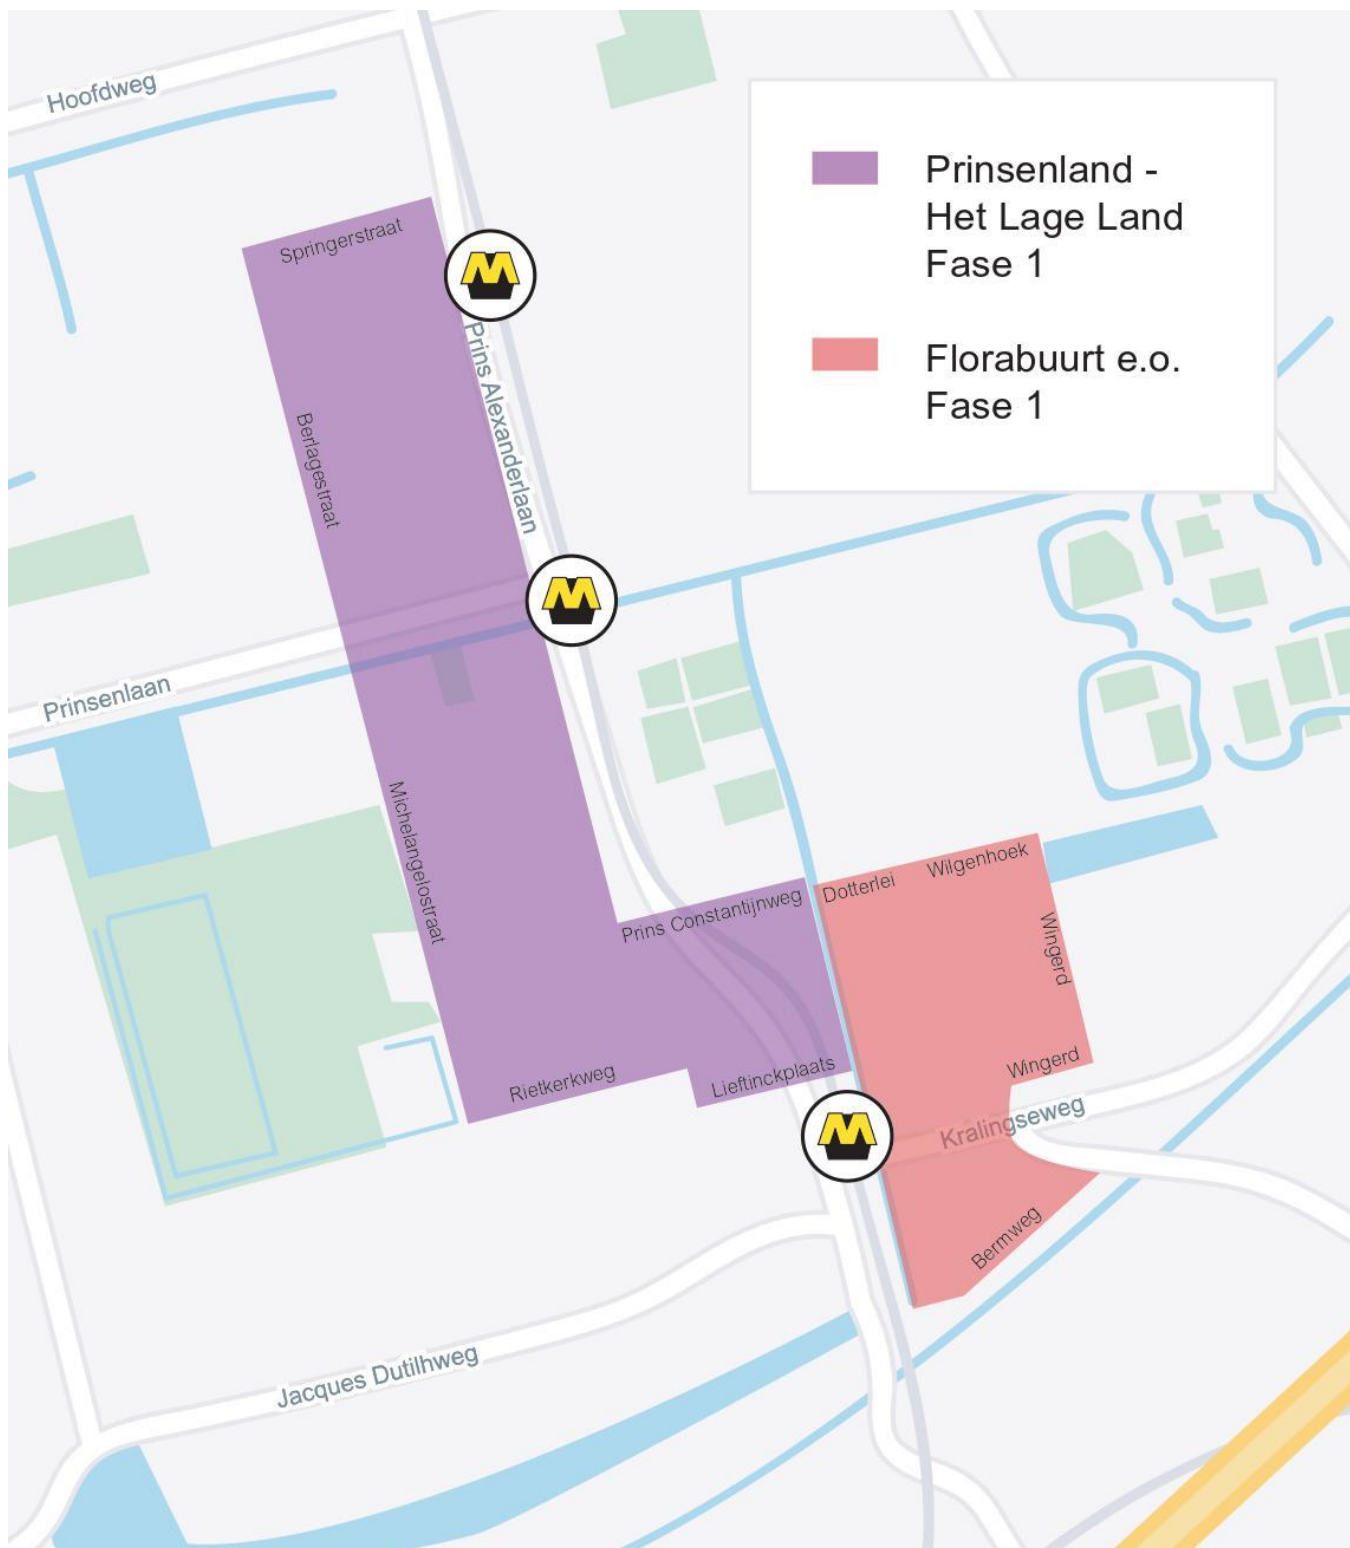 Hoofdweg
Prinsenland -
Het Lage Land
Fase 1
Florabuurt e.o.
Fase 1
Springerstraat
M
Prins Alexanderlaan
Berlagestraat
M
Prinsenlaan
Michelangelostraat
Prins Constantijnweg
Dotterlei
Wilgenhoek
Wingerd
Rietkerkweg
Lieftinckplaats
Wingerd
M
Kralingseweg
Bermweg
Jacques Dutilhweg